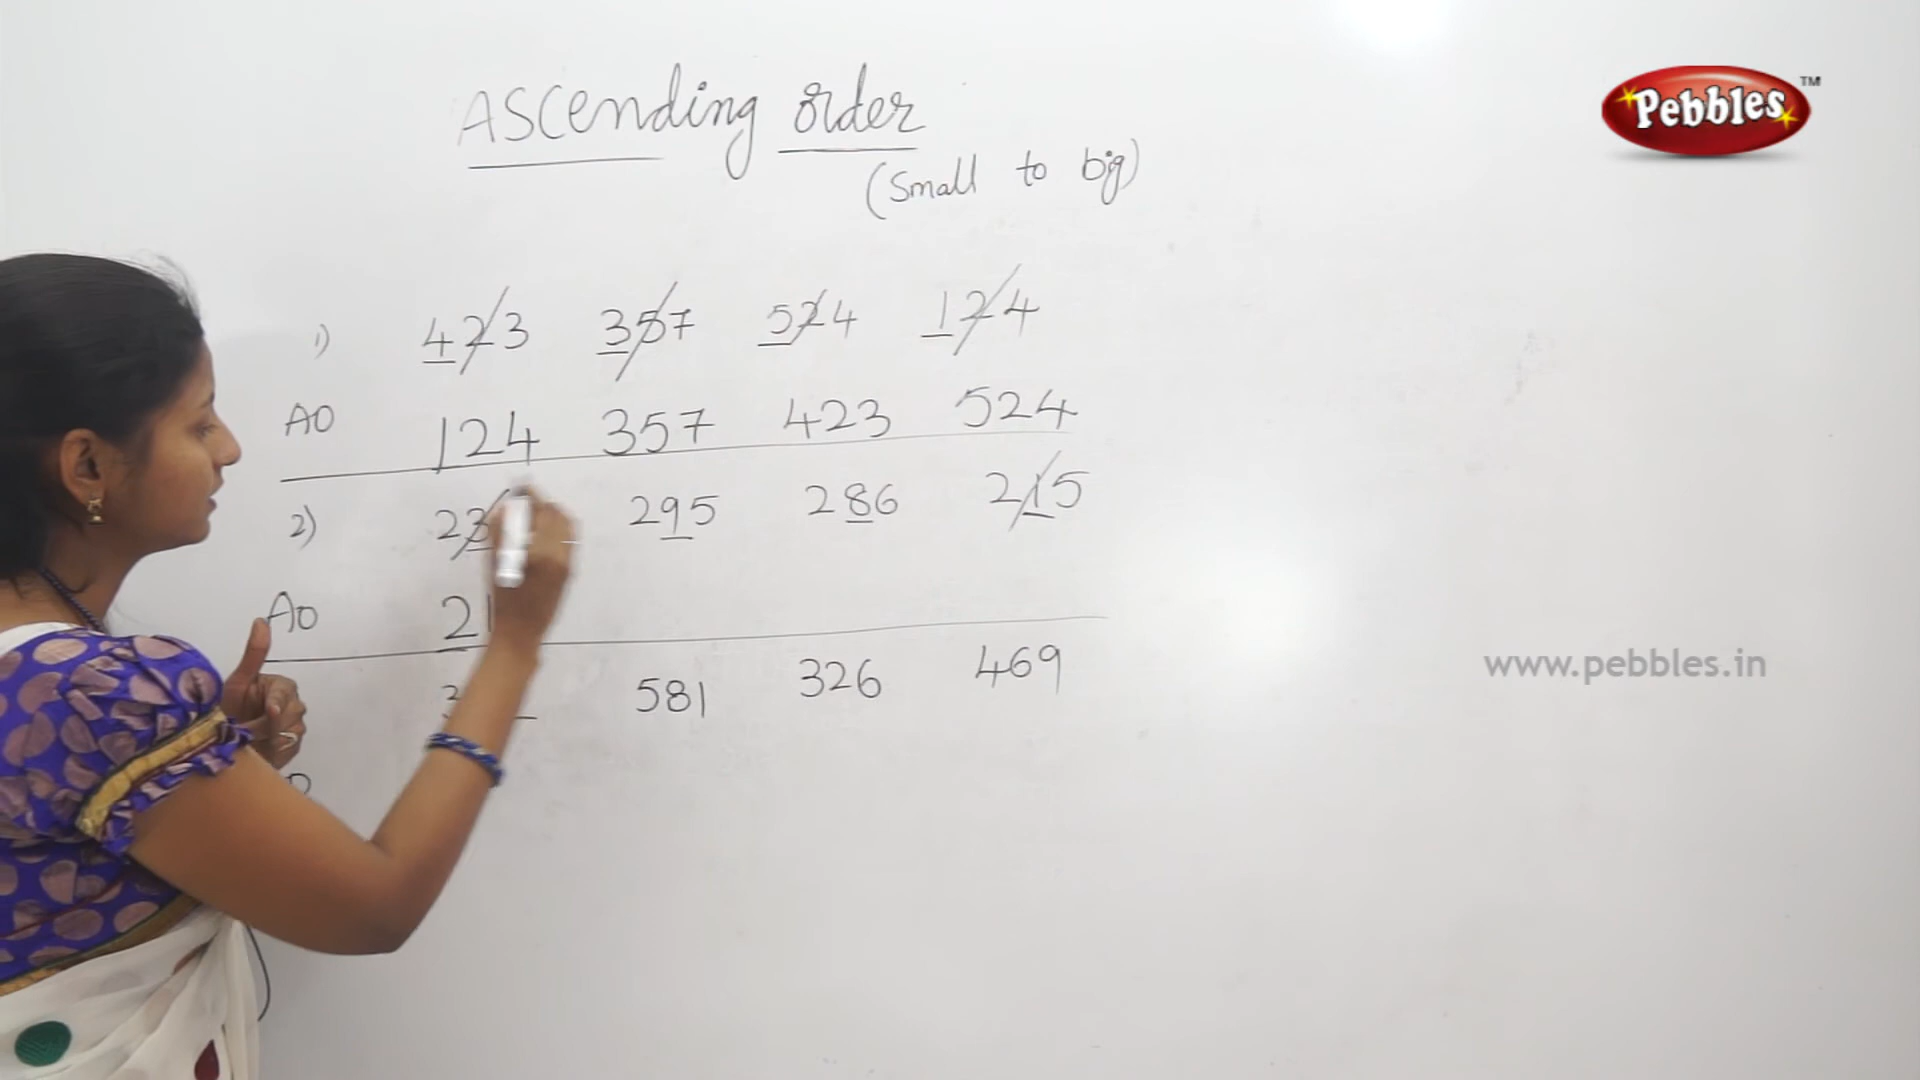 Pebbles TM
ASCending order
(Small to big)
1) 423 357 524 124
AO 124 357 423 524
2) 295 286 215
AO
www.pebbles.in
581 326 469